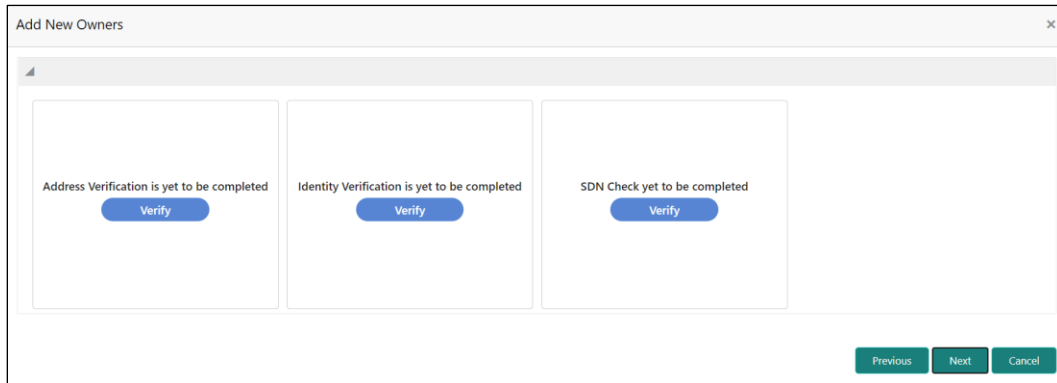 Add New Owners
×
Address Verification is yet to be completed
Verify
Identity Verification is yet to be completed
Verify
SDN Check yet to be completed
Verify
Previous
Next
Cancel